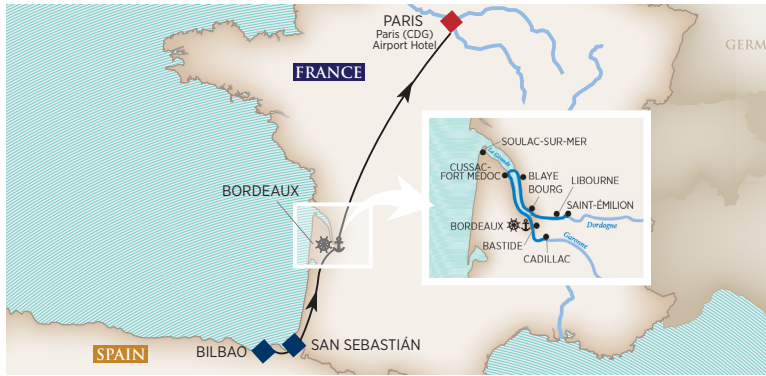 PARIS
Paris (CDG)
Airport Hotel
FRANCE
GERM
BORDEAUX
SOULAC-SUR-MER
La Gironde
CUSSAC-
FORT MÉDOC
BLAYE
BOURG
LIBOURNE
SAINT-ÉMILION
Dordogne
BORDEAUX
BASTIDE
Garonne
CADILLAC
SPAIN
BILBAO
SAN SEBASTIÁN